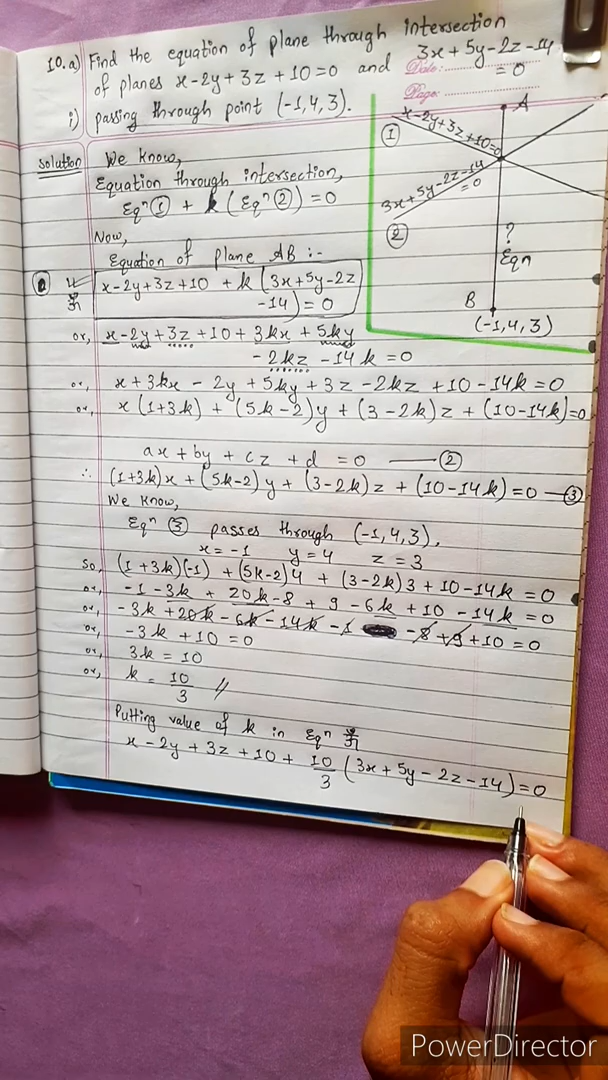 10. a) Find the equation of plane through intersection
of planes x-2y+3z+10=0 and 3x+5y-2z-14=0
Date:
Page:
i) passing through point (-1,4,3).
A
① x-2y+3z+10=0
3x+5y-2z-14=0
②
?
Eqn
B
(-1,4,3)
Solution We know,
Equation through intersection,
Eqⁿ① + k(Eqⁿ②) = 0
Now,
Equation of plane AB :-
x-2y+3z+10 + k(3x+5y-2z
-14) = 0
or, x-2y+3z+10+3kx+5ky
-2kz-14k=0
or, x+3kx-2y+5ky+3z-2kz+10-14k=0
or, x(1+3k) + (5k-2)y + (3-2k)z + (10-14k)=0
ax+by+cz+d = 0 ——②
∴ (1+3k)x + (5k-2)y + (3-2k)z + (10-14k)=0 —③
We know,
Eqⁿ ③ passes through (-1,4,3),
x=-1 y=4 z=3
So, (1+3k)(-1) + (5k-2)4 + (3-2k)3+10-14k=0
or, -1-3k+20k-8+9-6k+10-14k=0
or, -3k+20k-6k-14k-1 -8+9+10=0
or, -3k+10=0
or, 3k=10
or, k = 10/3 //
Putting value of k in Eqⁿ
x-2y+3z+10+ 10/3 (3x+5y-2z-14)=0
PowerDirector